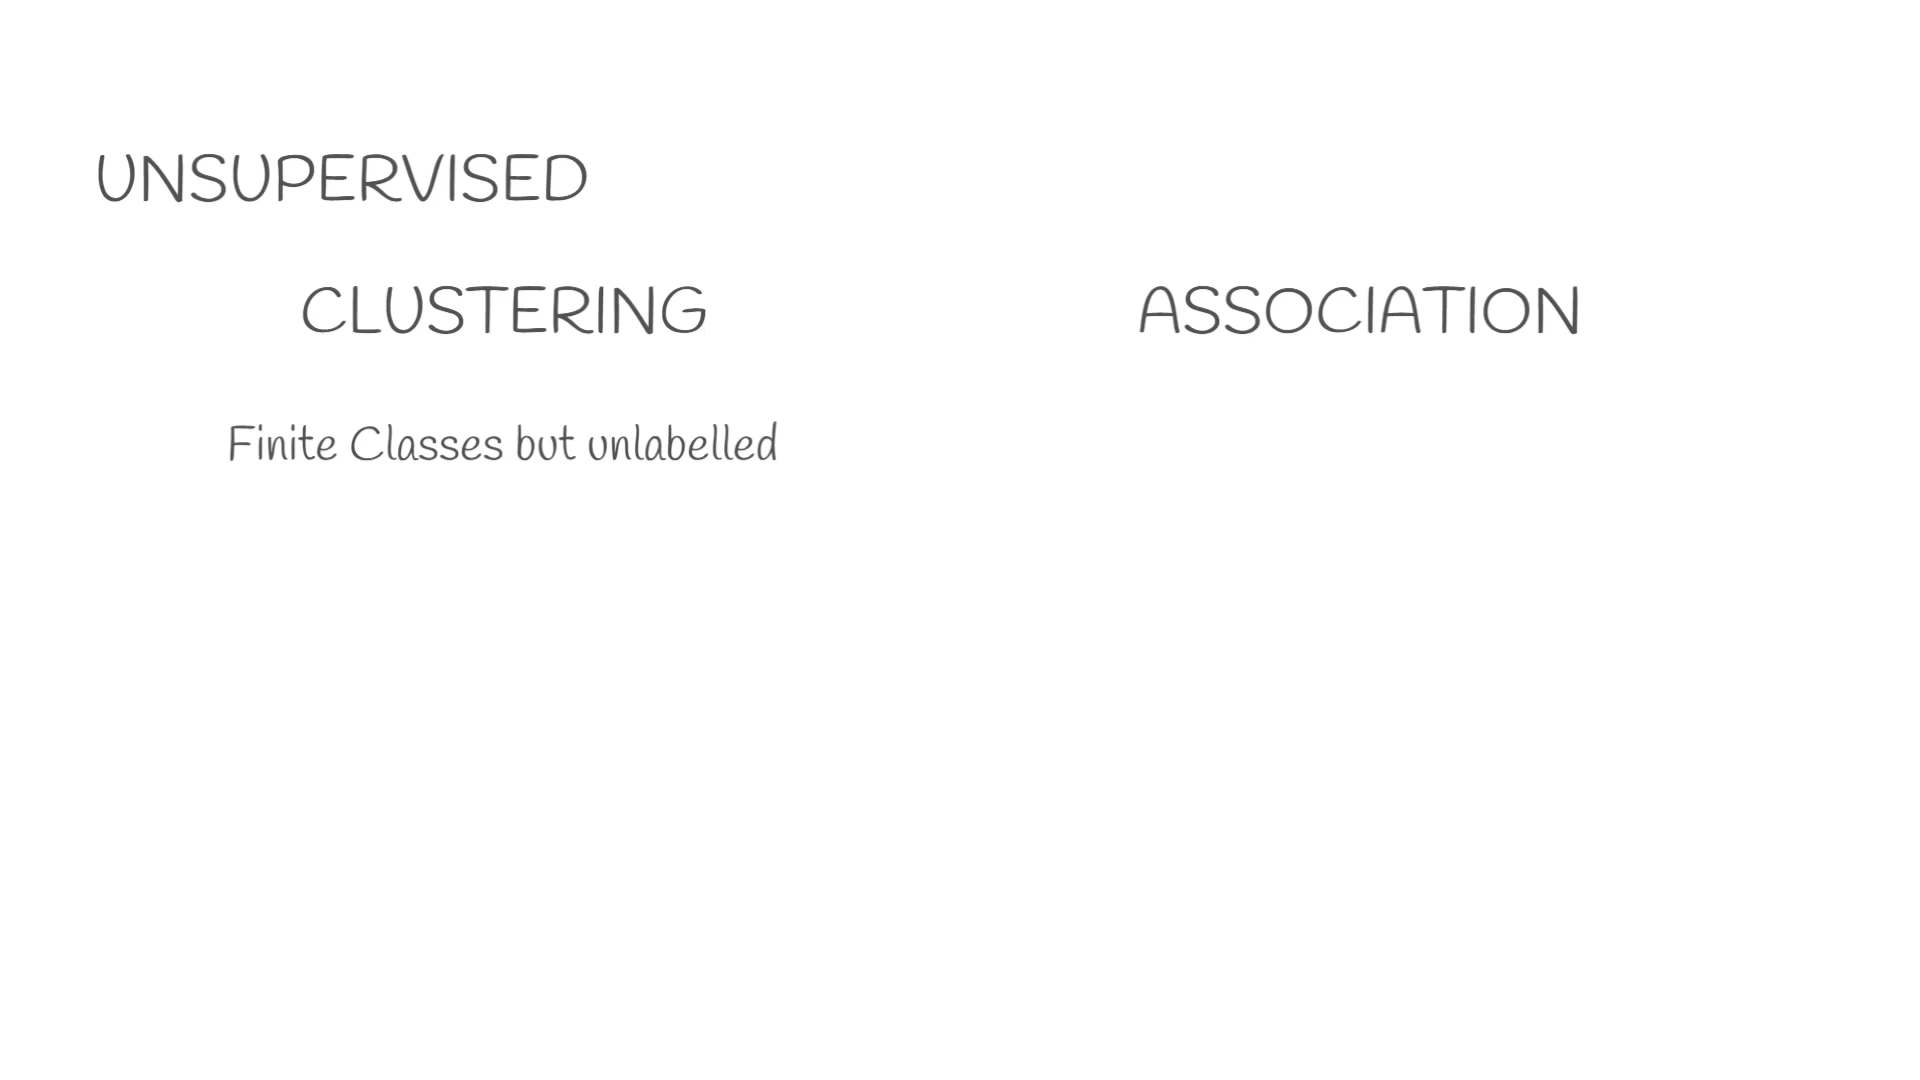 UNSUPERVISED
CLUSTERING
ASSOCIATION
Finite Classes but unlabelled